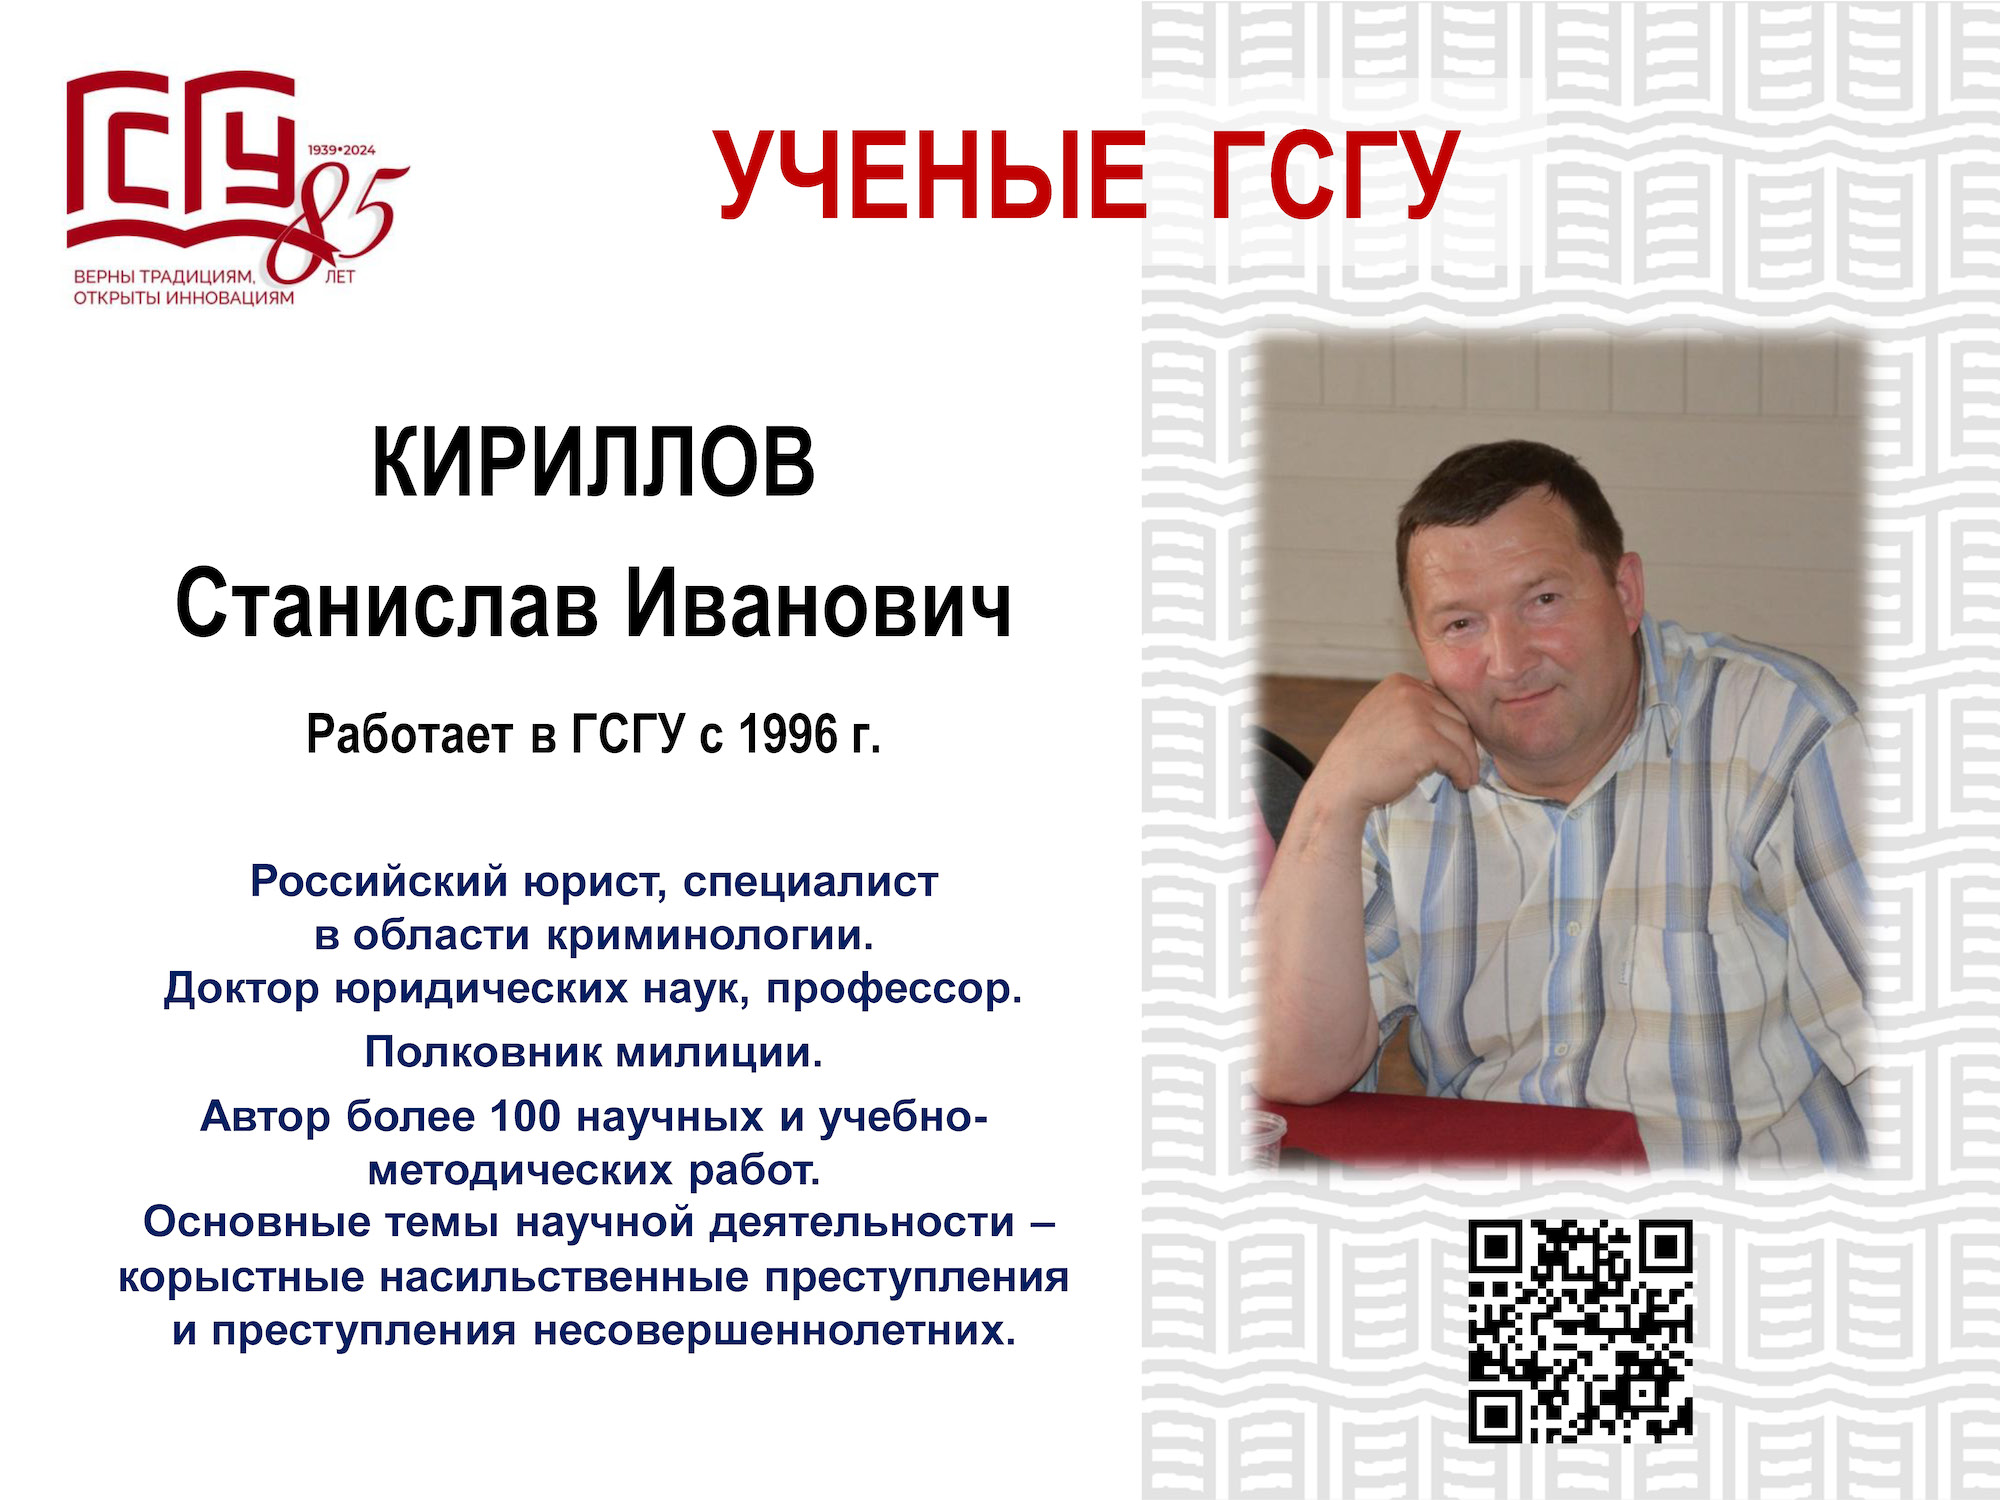 ГСГУ
1939•2024
85
ВЕРНЫ ТРАДИЦИЯМ, ЛЕТ
ОТКРЫТЫ ИННОВАЦИЯМ
УЧЕНЫЕ ГСГУ
КИРИЛЛОВ
Станислав Иванович
Работает в ГСГУ с 1996 г.
Российский юрист, специалист
в области криминологии.
Доктор юридических наук, профессор.
Полковник милиции.
Автор более 100 научных и учебно-
методических работ.
Основные темы научной деятельности –
корыстные насильственные преступления
и преступления несовершеннолетних.